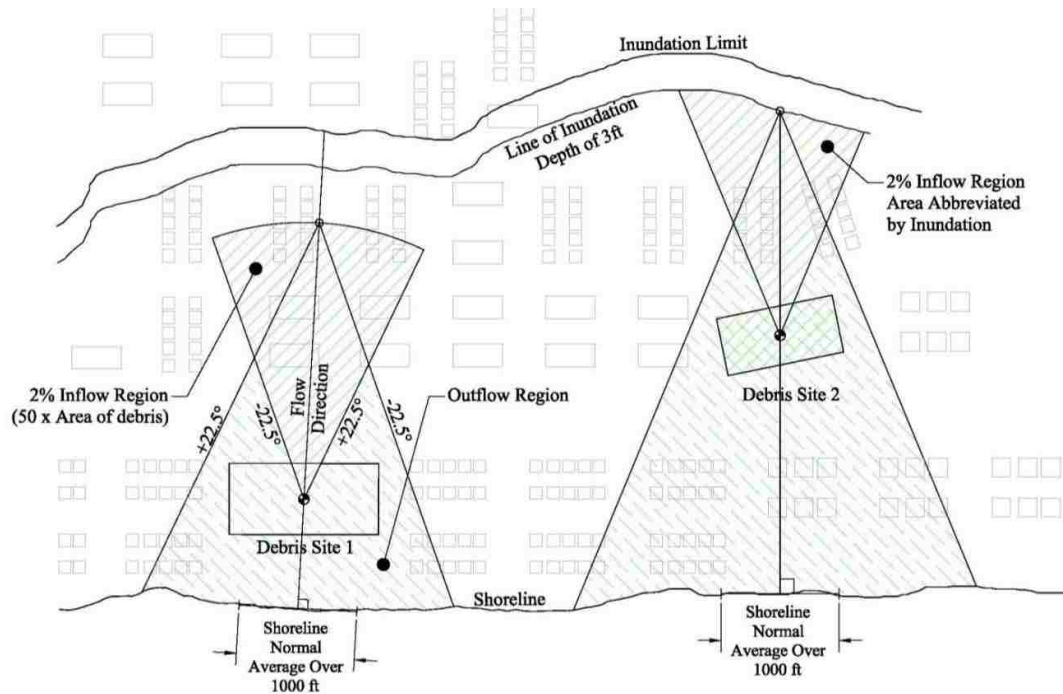 Inundation Limit
Line of Inundation
Depth of 3ft
2% Inflow Region
Area Abbreviated
by Inundation
2% Inflow Region
(50 x Area of debris)
+22.5°
-22.5°
Flow
Direction
+22.5°
-22.5°
Outflow Region
Debris Site 2
Debris Site 1
Shoreline
Shoreline
Normal
Average Over
1000 ft
Shoreline
Normal
Average Over
1000 ft